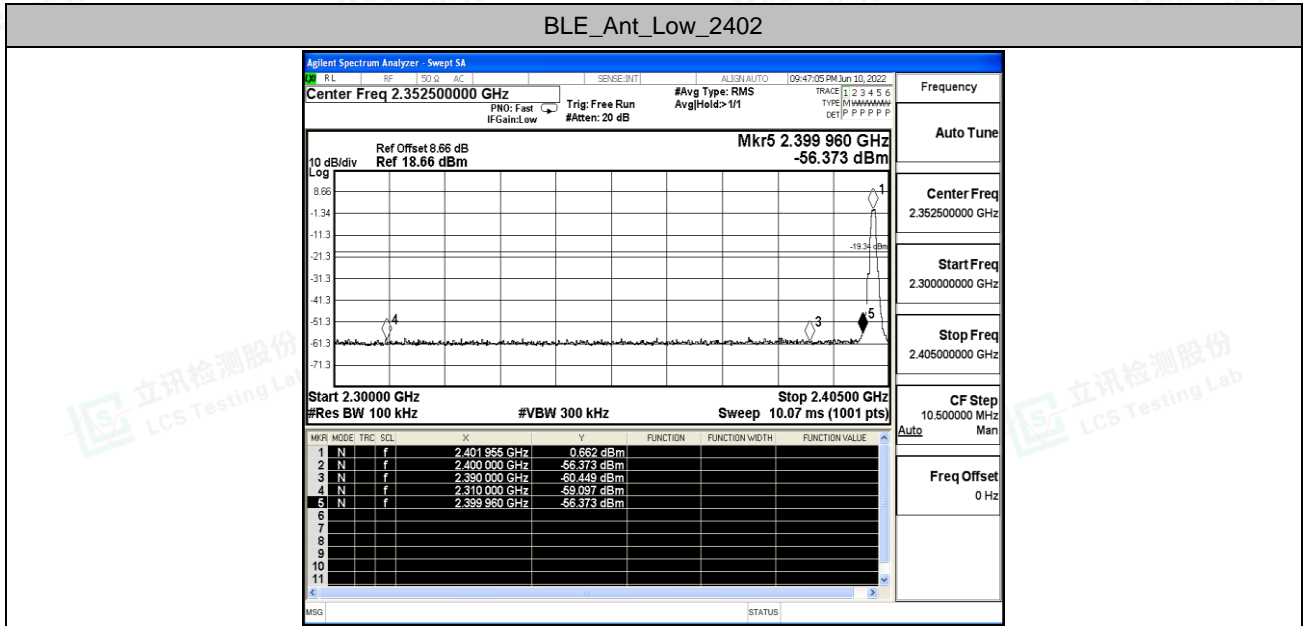 BLE_Ant_Low_2402
Agilent Spectrum Analyzer - Swept SA
RL RF 50 Ω AC SENSE:INT ALIGN AUTO 09:47:05 PM Jun 10, 2022
Center Freq 2.352500000 GHz
PNO: Fast
IFGain:Low
Trig: Free Run
#Atten: 20 dB
#Avg Type: RMS
Avg|Hold:>1/1
TRACE 1 2 3 4 5 6
TYPE
DET P P P P P P
Mkr5 2.399 960 GHz
-56.373 dBm
Ref Offset 8.66 dB
10 dB/div Ref 18.66 dBm
Log
8.66
-1.34
-11.3
-21.3
-31.3
-41.3
-51.3
-61.3
-71.3
1
-19.34 dBm
4
3
5
Start 2.30000 GHz Stop 2.40500 GHz
#Res BW 100 kHz #VBW 300 kHz Sweep 10.07 ms (1001 pts)
MKR MODE TRC SCL X Y FUNCTION FUNCTION WIDTH FUNCTION VALUE
1 N f 2.401 955 GHz 0.662 dBm
2 N f 2.400 000 GHz -56.373 dBm
3 N f 2.390 000 GHz -60.449 dBm
4 N f 2.310 000 GHz -59.097 dBm
5 N f 2.399 960 GHz -56.373 dBm
6
7
8
9
10
11
MSG STATUS
Frequency
Auto Tune
Center Freq
2.352500000 GHz
Start Freq
2.300000000 GHz
Stop Freq
2.405000000 GHz
CF Step
10.500000 MHz
Auto Man
Freq Offset
0 Hz
立讯检测股份
LCS Testing Lab
立讯检测股份
LCS Testing Lab